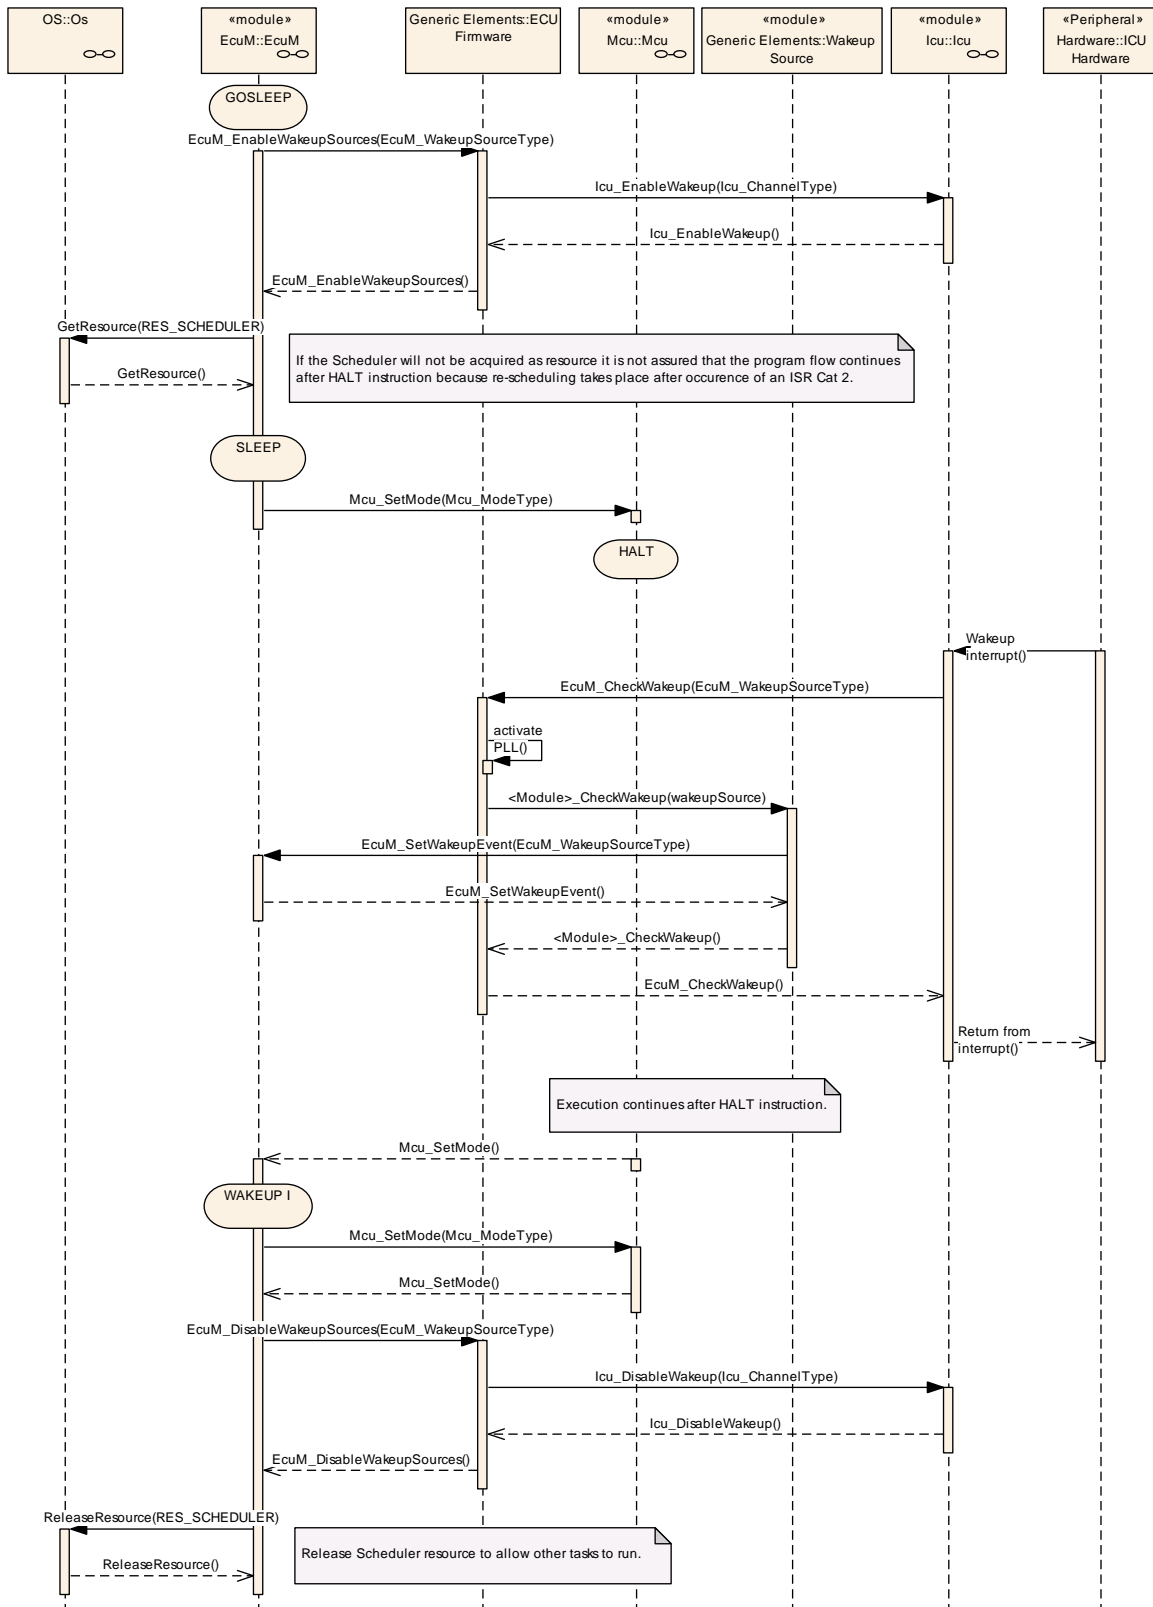 OS::Os
«module»
EcuM::EcuM
Generic Elements::ECU
Firmware
«module»
Mcu::Mcu
«module»
Generic Elements::Wakeup
Source
«module»
Icu::Icu
«Peripheral»
Hardware::ICU
Hardware
GOSLEEP
EcuM_EnableWakeupSources(EcuM_WakeupSourceType)
Icu_EnableWakeup(Icu_ChannelType)
Icu_EnableWakeup()
EcuM_EnableWakeupSources()
GetResource(RES_SCHEDULER)
GetResource()
If the Scheduler will not be acquired as resource it is not assured that the program flow continues
after HALT instruction because re-scheduling takes place after occurence of an ISR Cat 2.
SLEEP
Mcu_SetMode(Mcu_ModeType)
HALT
Wakeup
interrupt()
EcuM_CheckWakeup(EcuM_WakeupSourceType)
activate
PLL()
<Module>_CheckWakeup(wakeupSource)
EcuM_SetWakeupEvent(EcuM_WakeupSourceType)
EcuM_SetWakeupEvent()
<Module>_CheckWakeup()
EcuM_CheckWakeup()
Return from
interrupt()
Execution continues after HALT instruction.
Mcu_SetMode()
WAKEUP I
Mcu_SetMode(Mcu_ModeType)
Mcu_SetMode()
EcuM_DisableWakeupSources(EcuM_WakeupSourceType)
Icu_DisableWakeup(Icu_ChannelType)
Icu_DisableWakeup()
EcuM_DisableWakeupSources()
ReleaseResource(RES_SCHEDULER)
Release Scheduler resource to allow other tasks to run.
ReleaseResource()